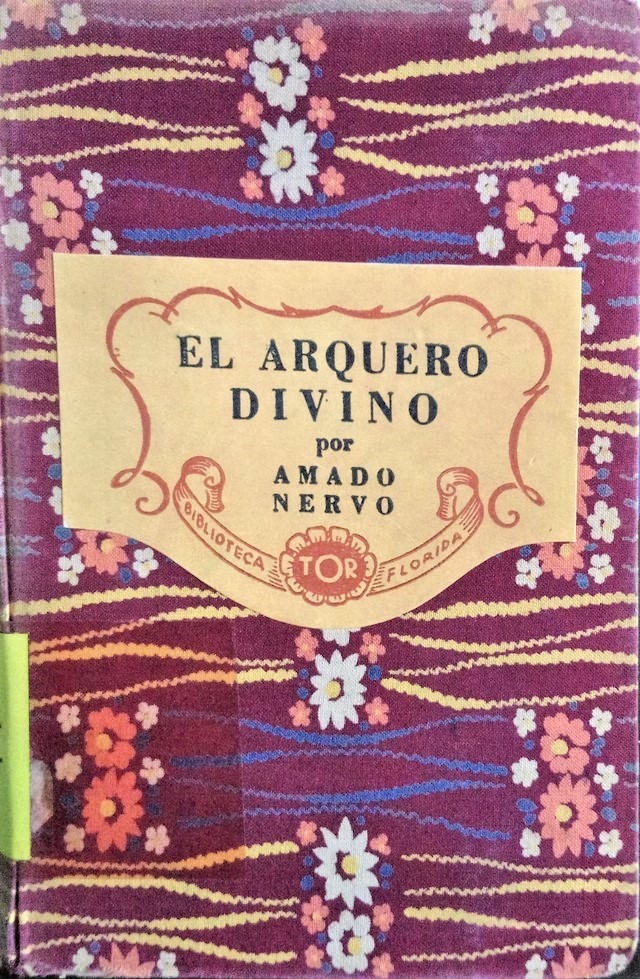 EL ARQUERO
DIVINO
por
AMADO
NERVO
BIBLIOTECA TOR FLORIDA